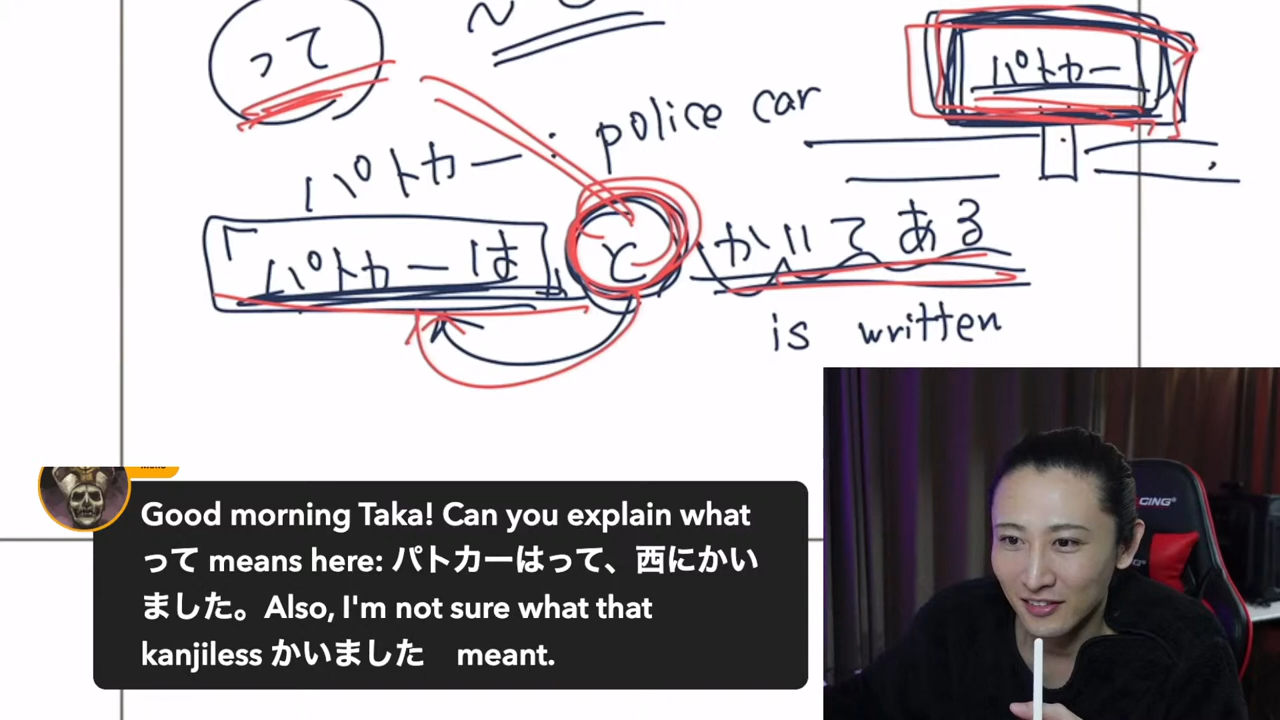 って
パトカー
パトカー : police car
「パトカーは」 と かいてある
is written
Good morning Taka! Can you explain what
って means here: パトカーはって、西にかい
ました。Also, I'm not sure what that
kanjiless かいました　meant.
CING